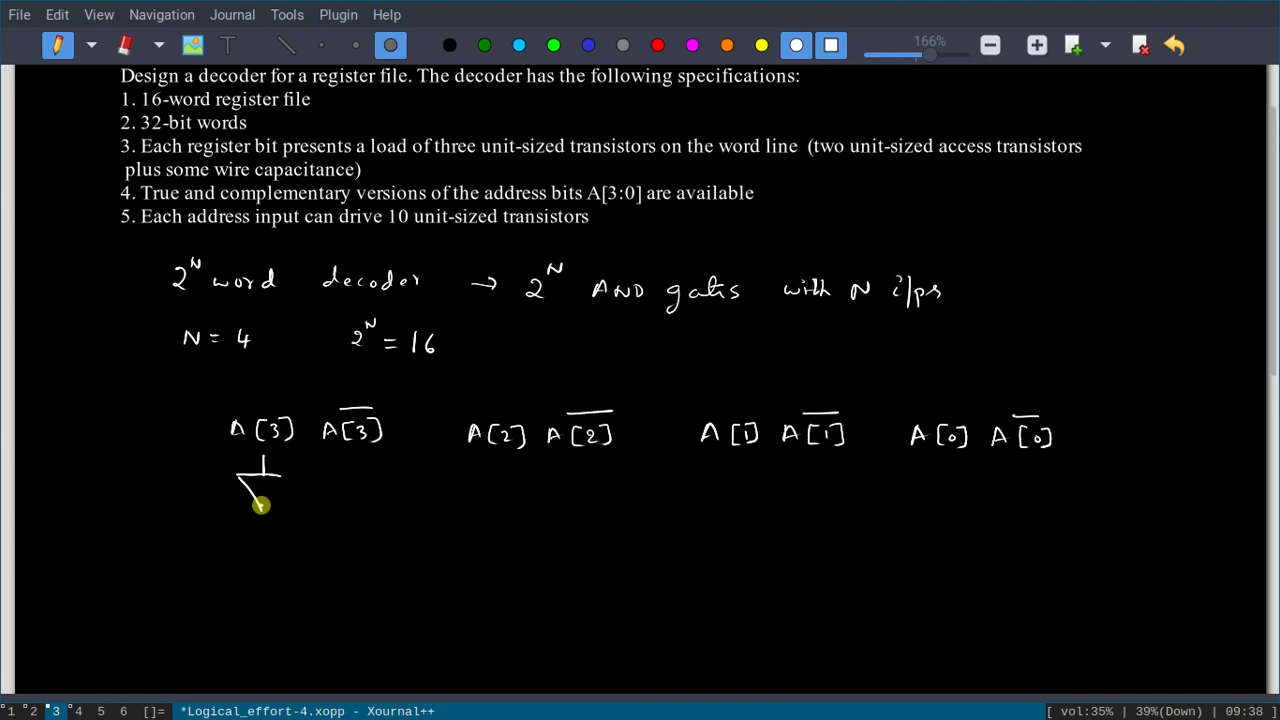 File Edit View Navigation Journal Tools Plugin Help
166%
Design a decoder for a register file. The decoder has the following specifications:
1. 16-word register file
2. 32-bit words
3. Each register bit presents a load of three unit-sized transistors on the word line (two unit-sized access transistors
plus some wire capacitance)
4. True and complementary versions of the address bits A[3:0] are available
5. Each address input can drive 10 unit-sized transistors
2^N word decoder → 2^N AND gates with N i/ps
N = 4 2^N = 16
A[3] A̅[̅3̅]̅ A[2] A̅[̅2̅]̅ A[1] A̅[̅1̅]̅ A[0] A̅[̅0̅]̅
1 2 3 4 5 6 []= *Logical_effort-4.xopp - Xournal++ [ vol:35% | 39%(Down) | 09:38 ]